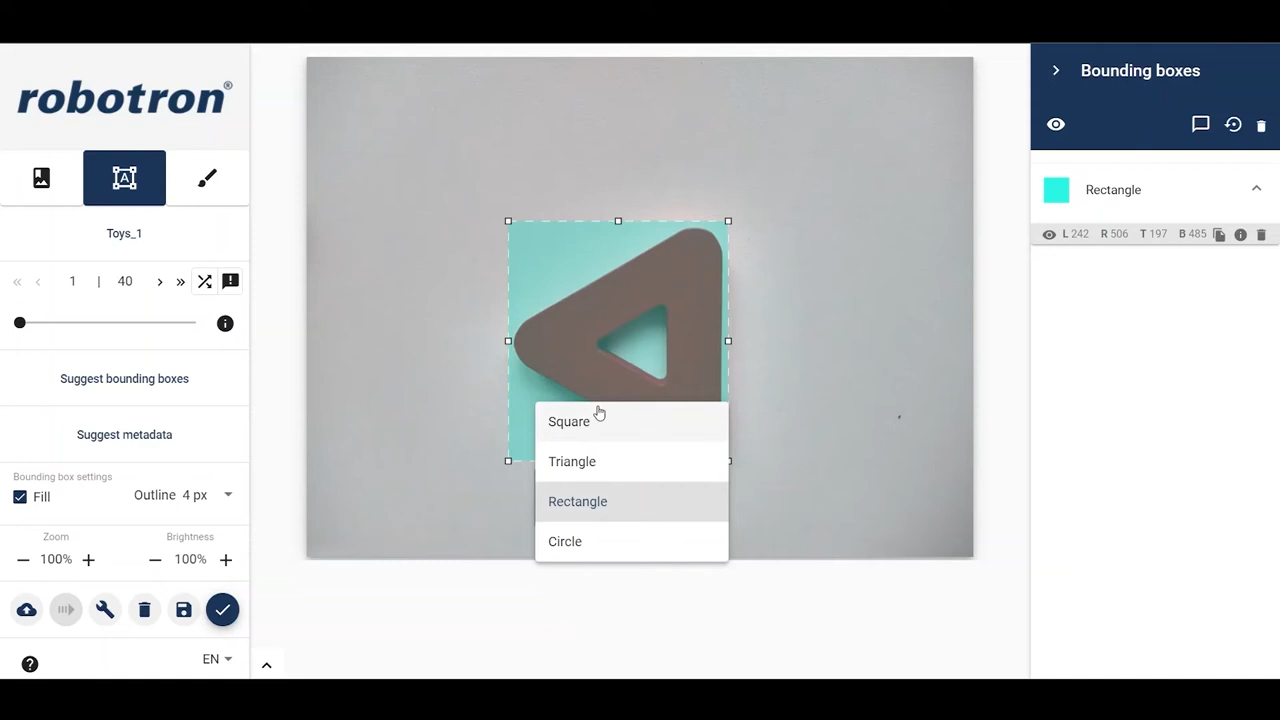 robotron®
Toys_1
1 | 40
Suggest bounding boxes
Suggest metadata
Bounding box settings
Fill
Outline 4 px
Zoom
Brightness
100%
100%
EN
Square
Triangle
Rectangle
Circle
Bounding boxes
Rectangle
L 242 R 506 T 197 B 485